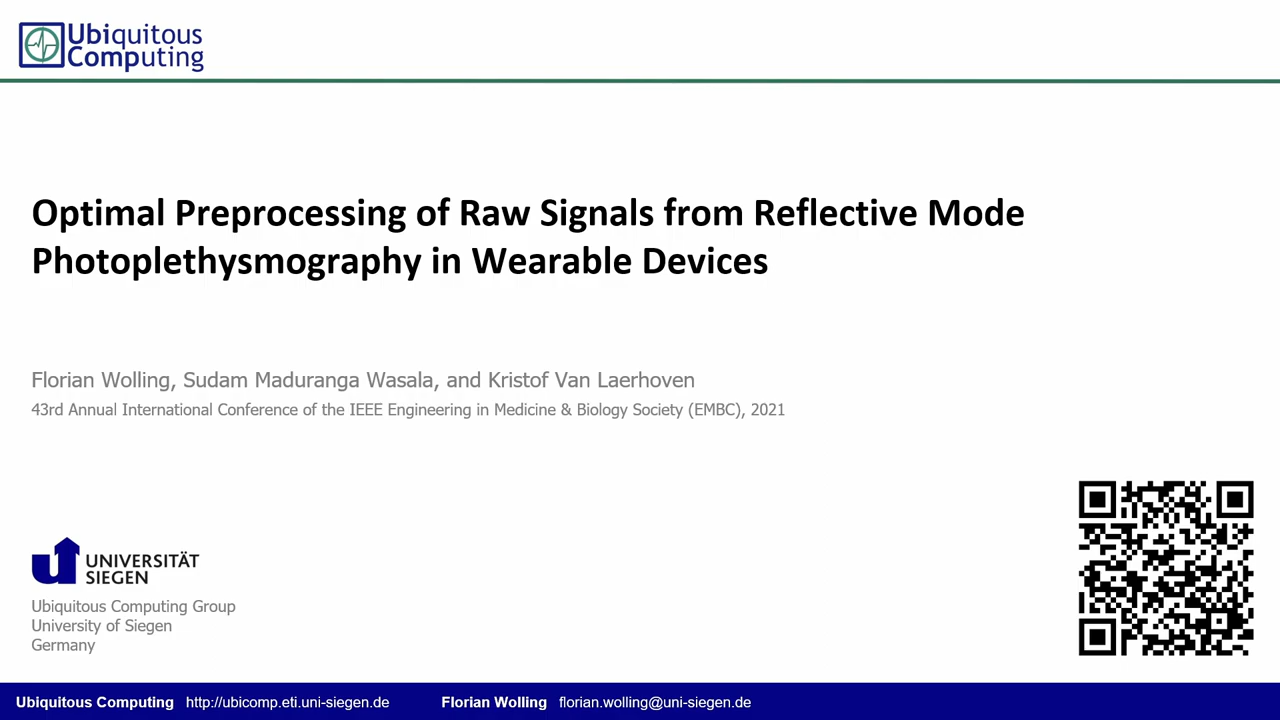 Ubiquitous
Computing
Optimal Preprocessing of Raw Signals from Reflective Mode
Photoplethysmography in Wearable Devices
Florian Wolling, Sudam Maduranga Wasala, and Kristof Van Laerhoven
43rd Annual International Conference of the IEEE Engineering in Medicine & Biology Society (EMBC), 2021
UNIVERSITÄT
SIEGEN
Ubiquitous Computing Group
University of Siegen
Germany
Ubiquitous Computing http://ubicomp.eti.uni-siegen.de Florian Wolling florian.wolling@uni-siegen.de